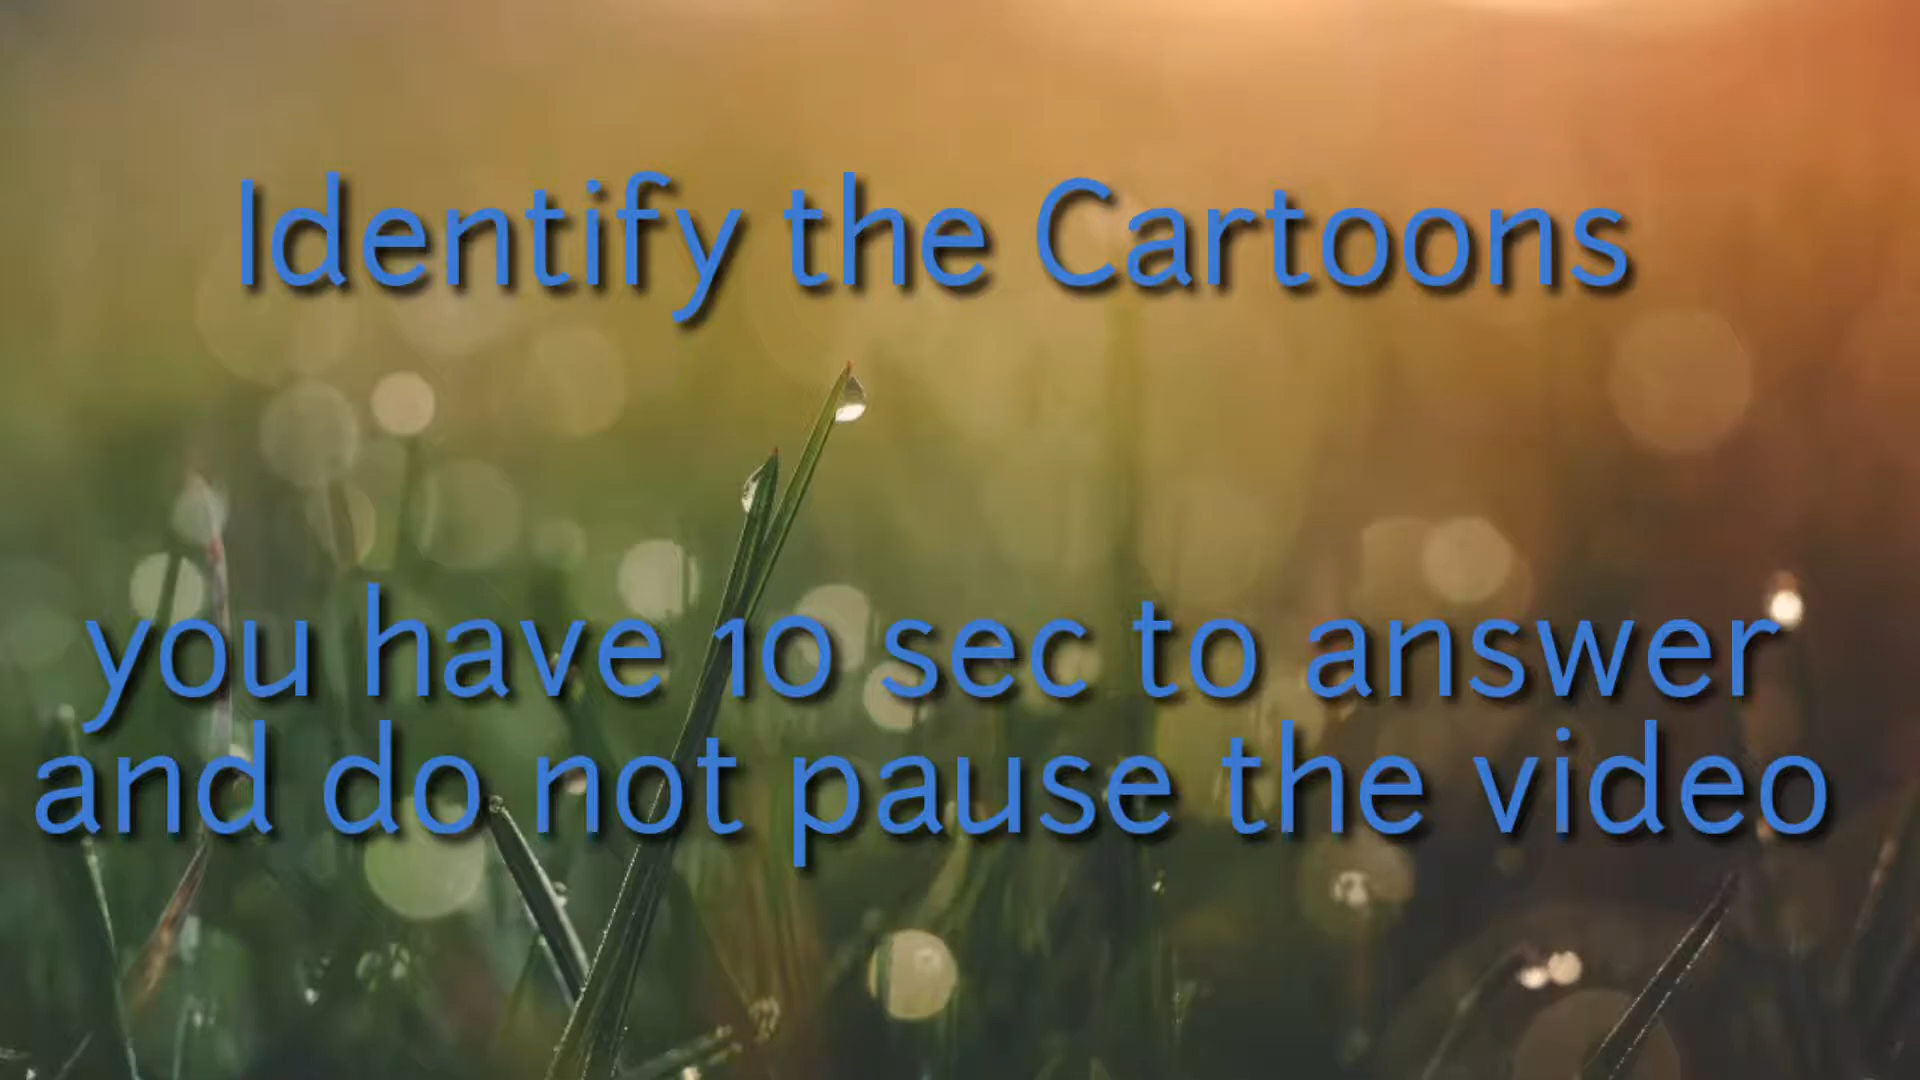 Identify the Cartoons
you have 10 sec to answer
and do not pause the video